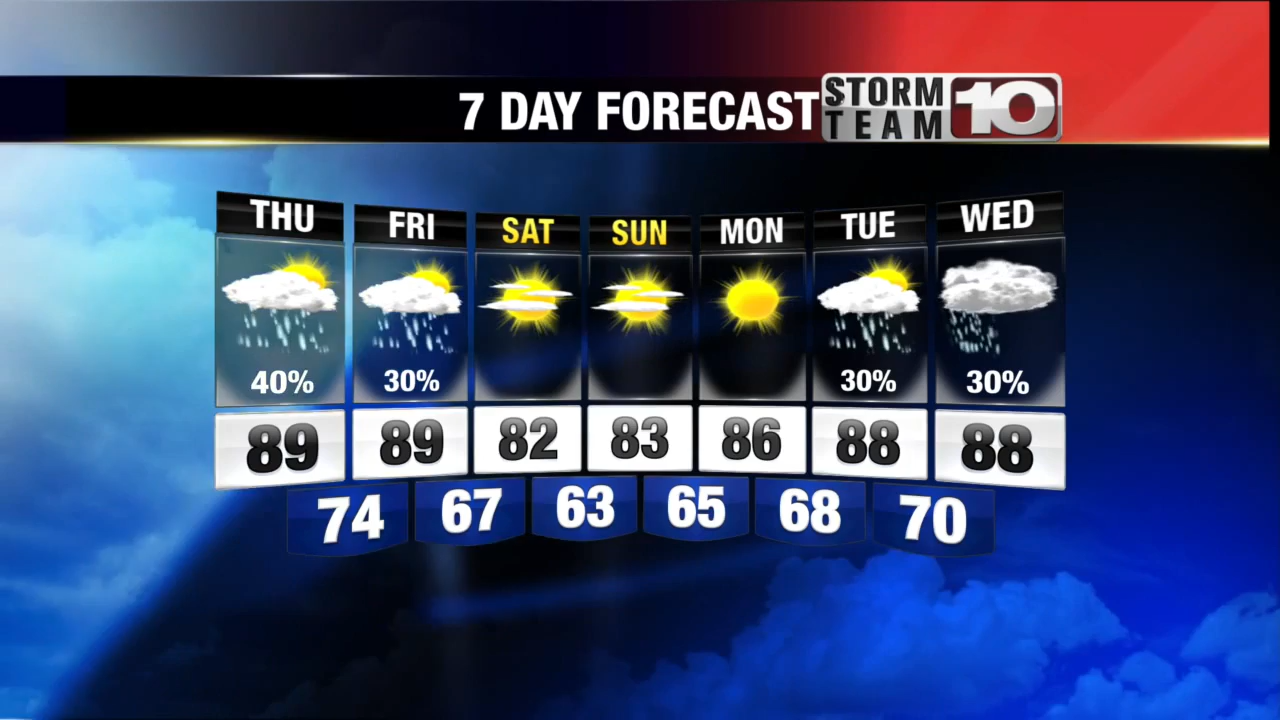 7 DAY FORECAST
STORM
TEAM
10
THU FRI SAT SUN MON TUE WED
40% 30% 30% 30%
89 89 82 83 86 88 88
74 67 63 65 68 70